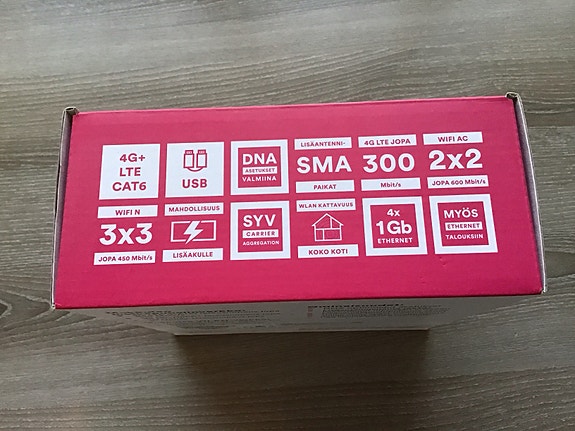 4G+
LTE
CAT6
USB
DNA
ASETUKSET
VALMIINA
LISÄANTENNI-
SMA
PAIKAT
4G LTE JOPA
300
Mbit/s
WIFI AC
2x2
JOPA 600 Mbit/s
WIFI N
3x3
JOPA 450 Mbit/s
MAHDOLLISUUS
LISÄAKULLE
SYV
CARRIER
AGGREGATION
WLAN KATTAVUUS
KOKO KOTI
4x
1Gb
ETHERNET
MYÖS
ETHERNET
TALOUKSIIN